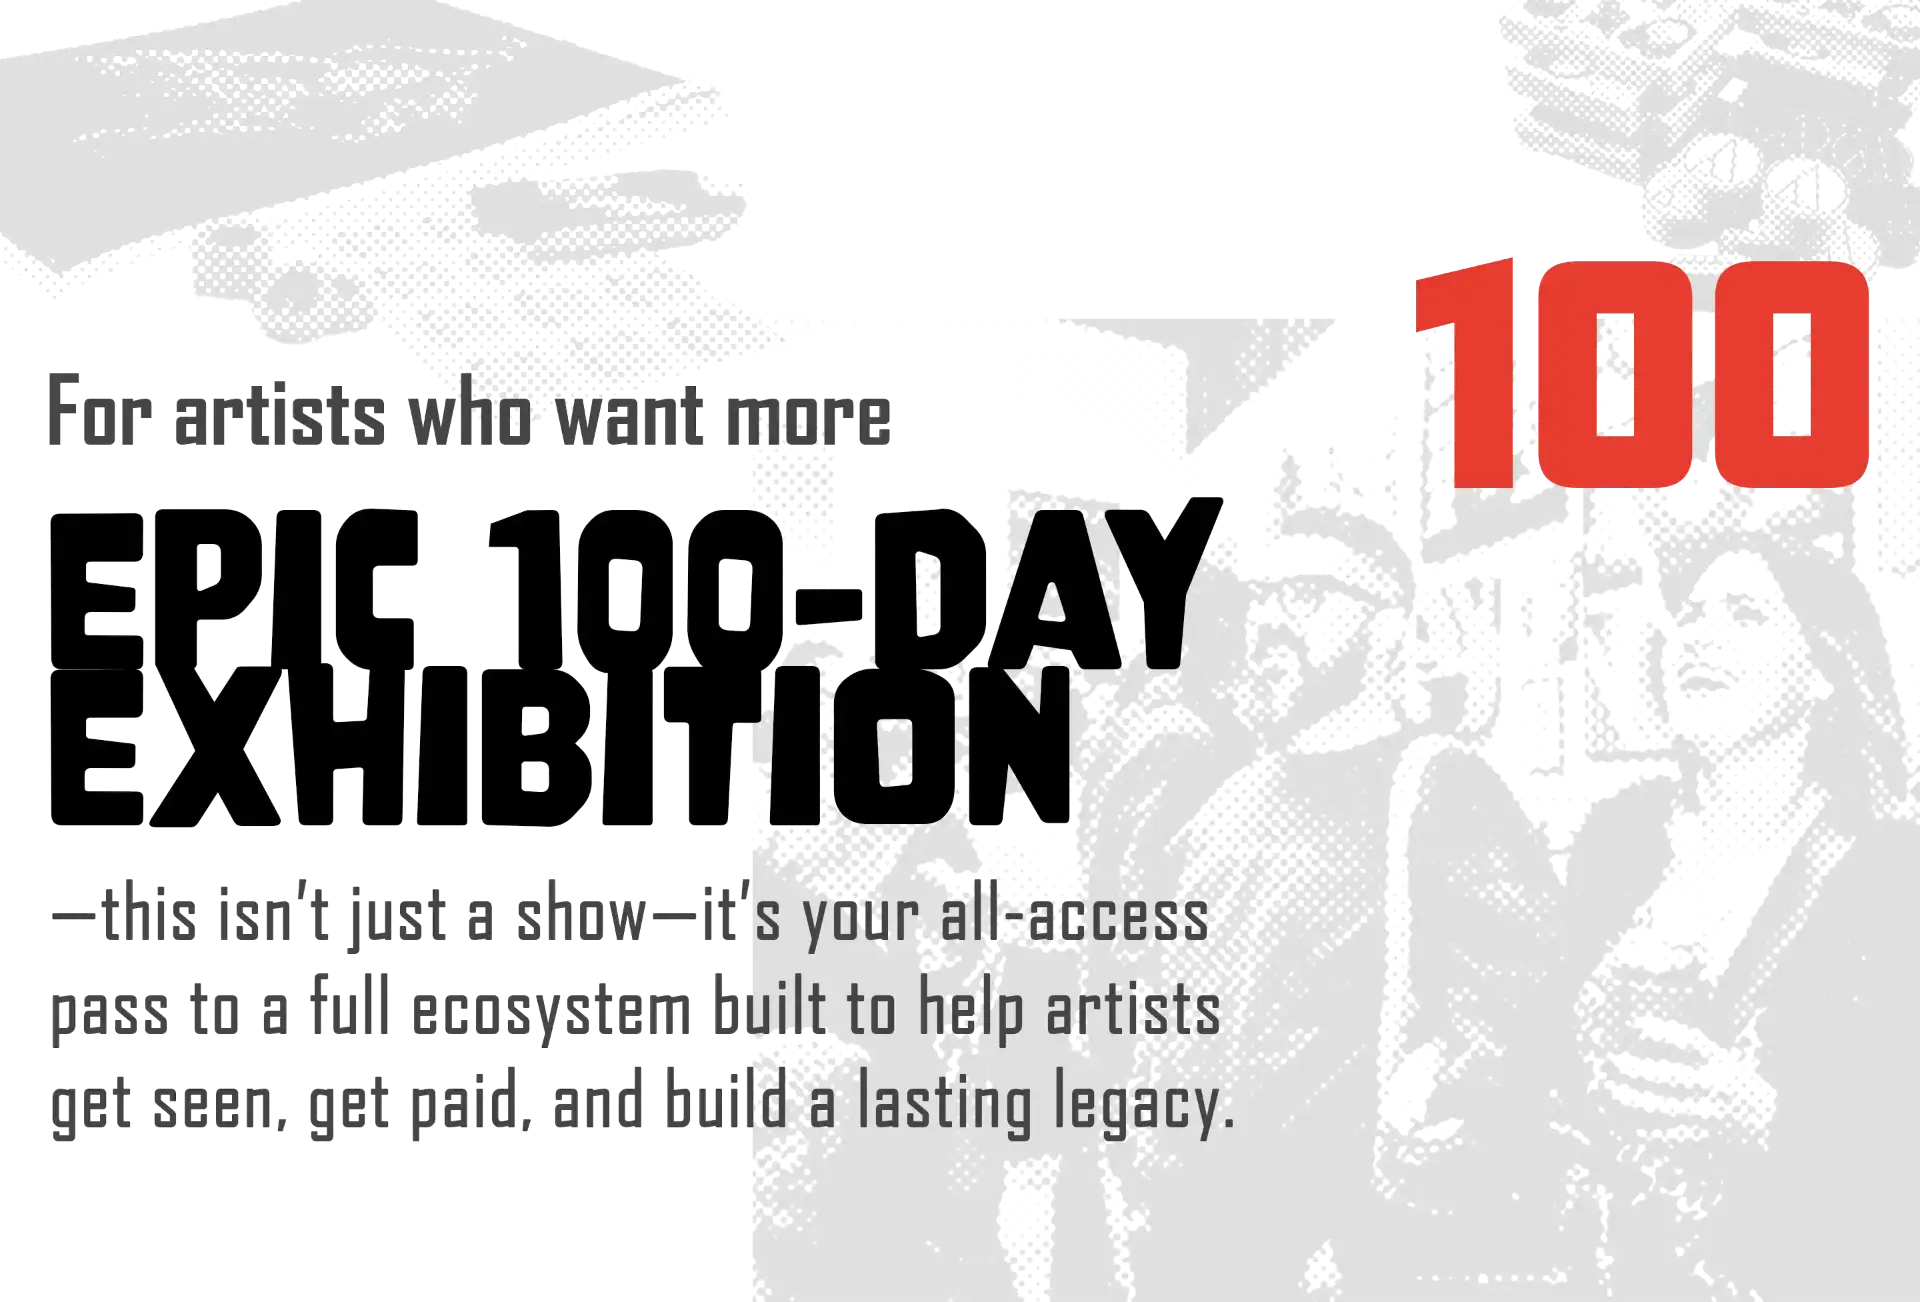 100
For artists who want more
EPIC 100-DAY
EXHIBITION
—this isn't just a show—it's your all-access
pass to a full ecosystem built to help artists
get seen, get paid, and build a lasting legacy.